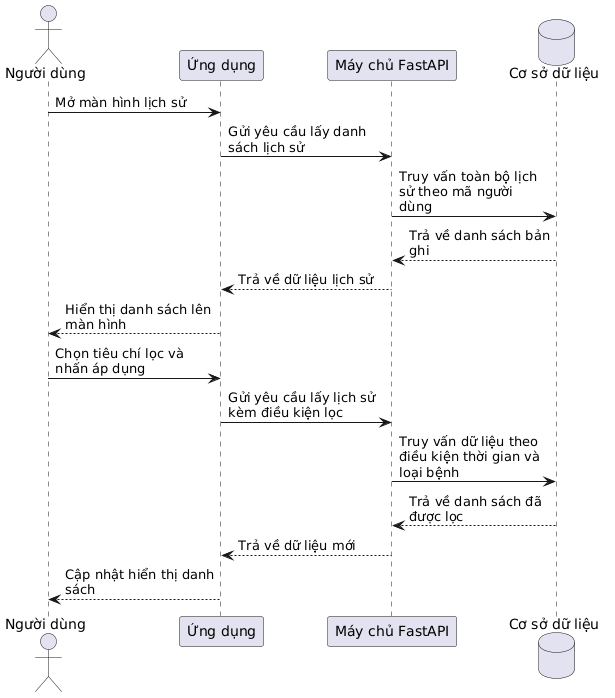 Người dùng
Ứng dụng
Máy chủ FastAPI
Cơ sở dữ liệu
Mở màn hình lịch sử
Gửi yêu cầu lấy danh
sách lịch sử
Truy vấn toàn bộ lịch
sử theo mã người
dùng
Trả về danh sách bản
ghi
Trả về dữ liệu lịch sử
Hiển thị danh sách lên
màn hình
Chọn tiêu chí lọc và
nhấn áp dụng
Gửi yêu cầu lấy lịch sử
kèm điều kiện lọc
Truy vấn dữ liệu theo
điều kiện thời gian và
loại bệnh
Trả về danh sách đã
được lọc
Trả về dữ liệu mới
Cập nhật hiển thị danh
sách
Người dùng
Ứng dụng
Máy chủ FastAPI
Cơ sở dữ liệu